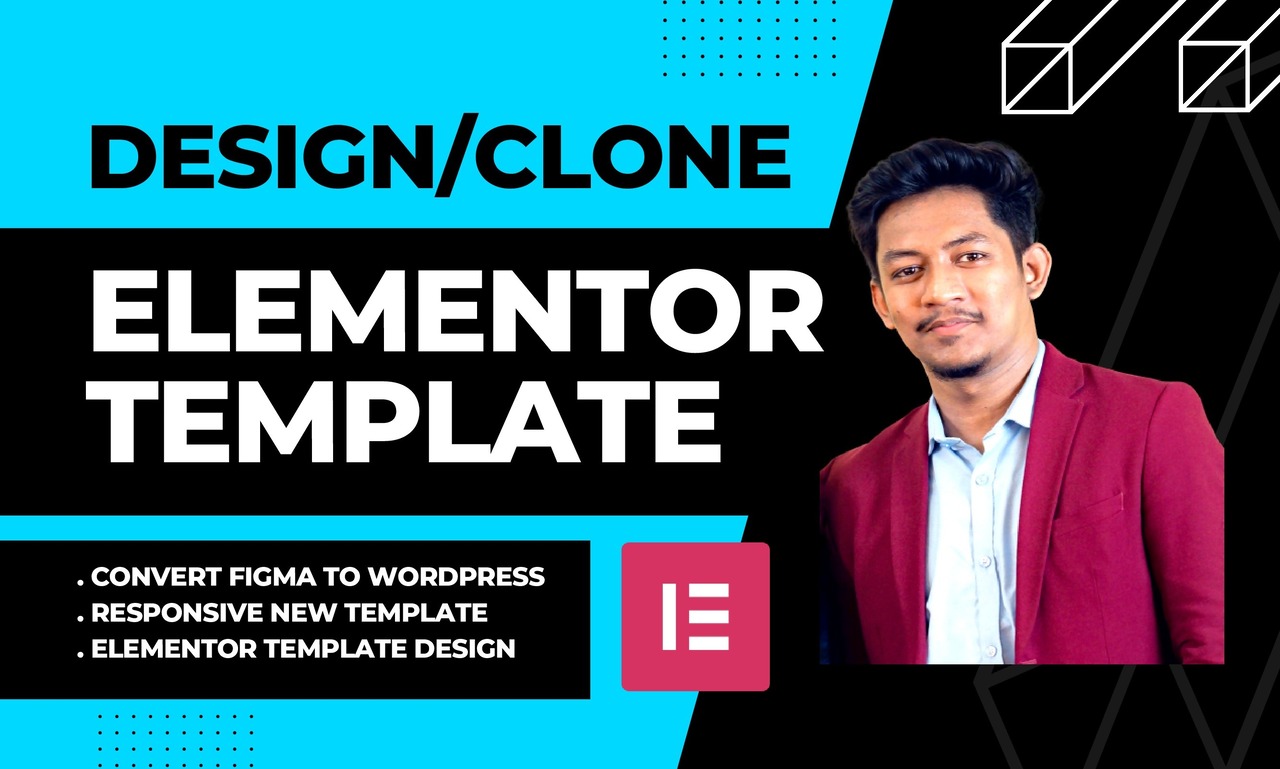 DESIGN/CLONE
ELEMENTOR
TEMPLATE
. CONVERT FIGMA TO WORDPRESS
. RESPONSIVE NEW TEMPLATE
. ELEMENTOR TEMPLATE DESIGN